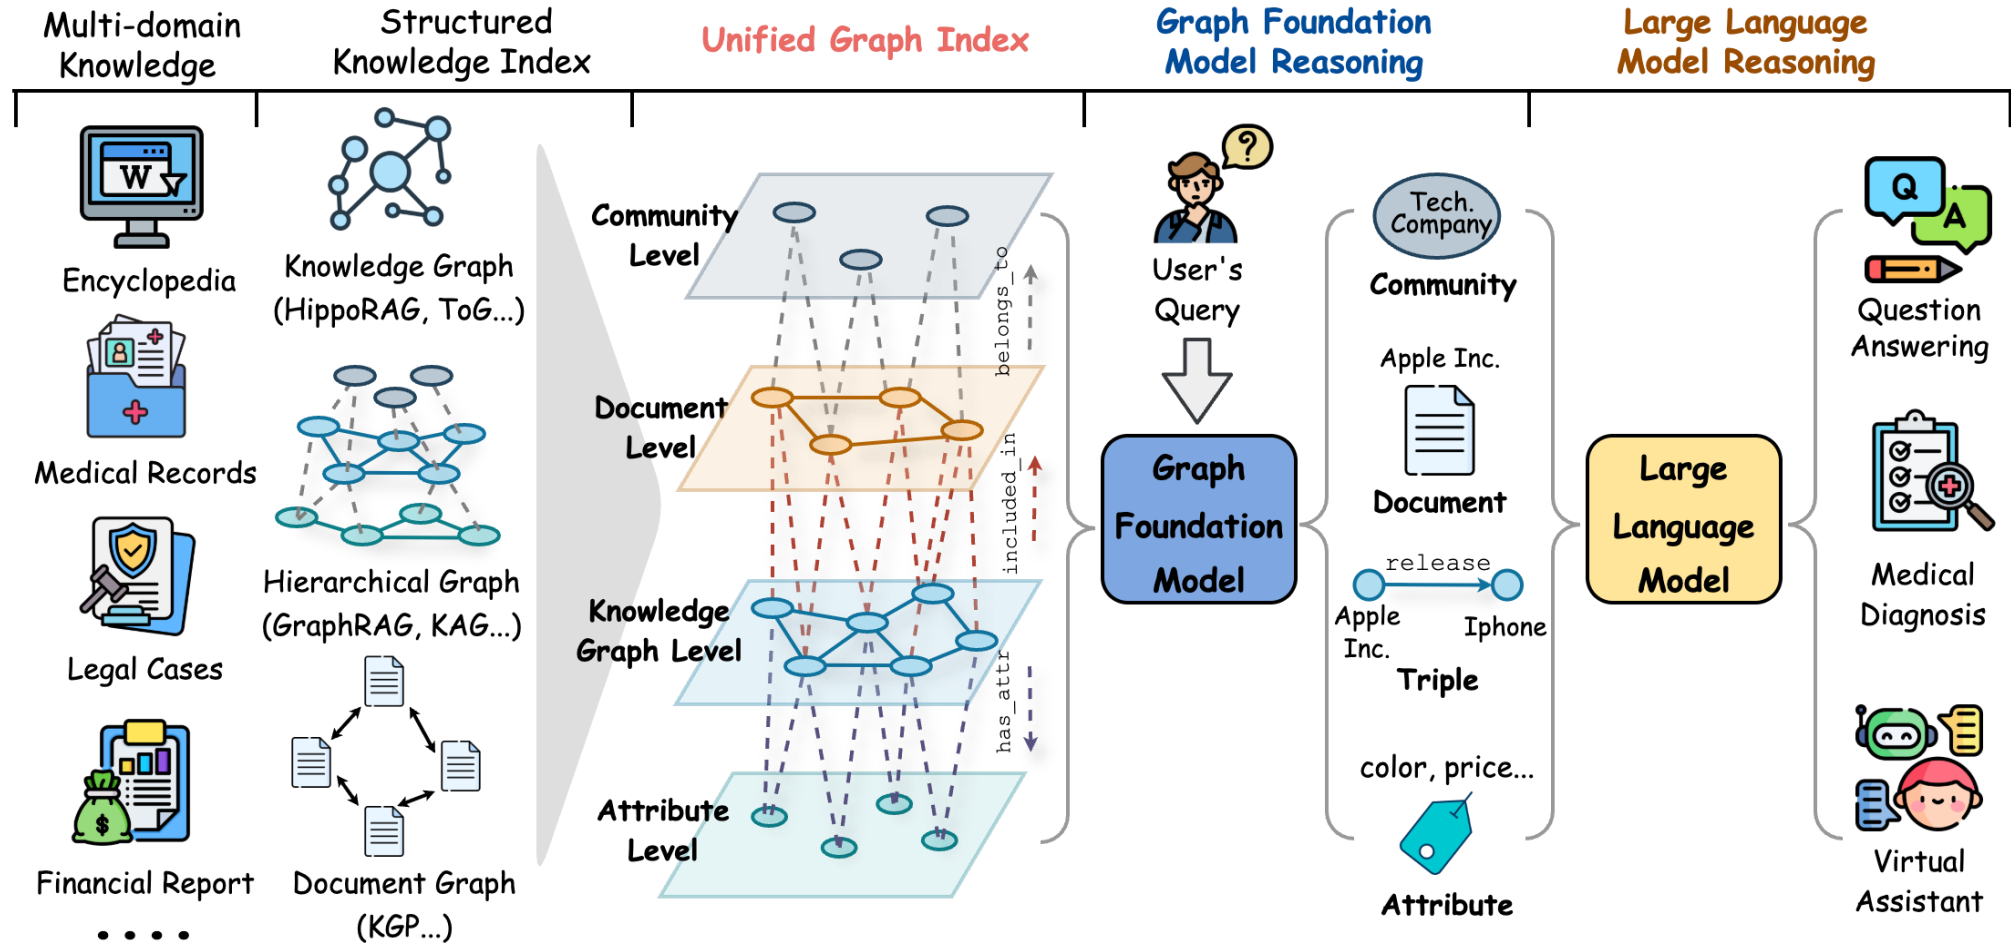 Multi-domain
Knowledge
Structured
Knowledge Index
Unified Graph Index
Graph Foundation
Model Reasoning
Large Language
Model Reasoning
W
Encyclopedia
Medical Records
Legal Cases
$
Financial Report
. . . .
Knowledge Graph
(HippoRAG, ToG...)
Hierarchical Graph
(GraphRAG, KAG...)
Document Graph
(KGP...)
Community
Level
belongs_to
Document
Level
included_in
Knowledge
Graph Level
has_attr
Attribute
Level
?
User's
Query
Graph
Foundation
Model
Tech.
Company
Community
Apple Inc.
Document
release
Apple
Inc.
Iphone
Triple
color, price...
Attribute
Large
Language
Model
Q
A
Question
Answering
Medical
Diagnosis
Virtual
Assistant